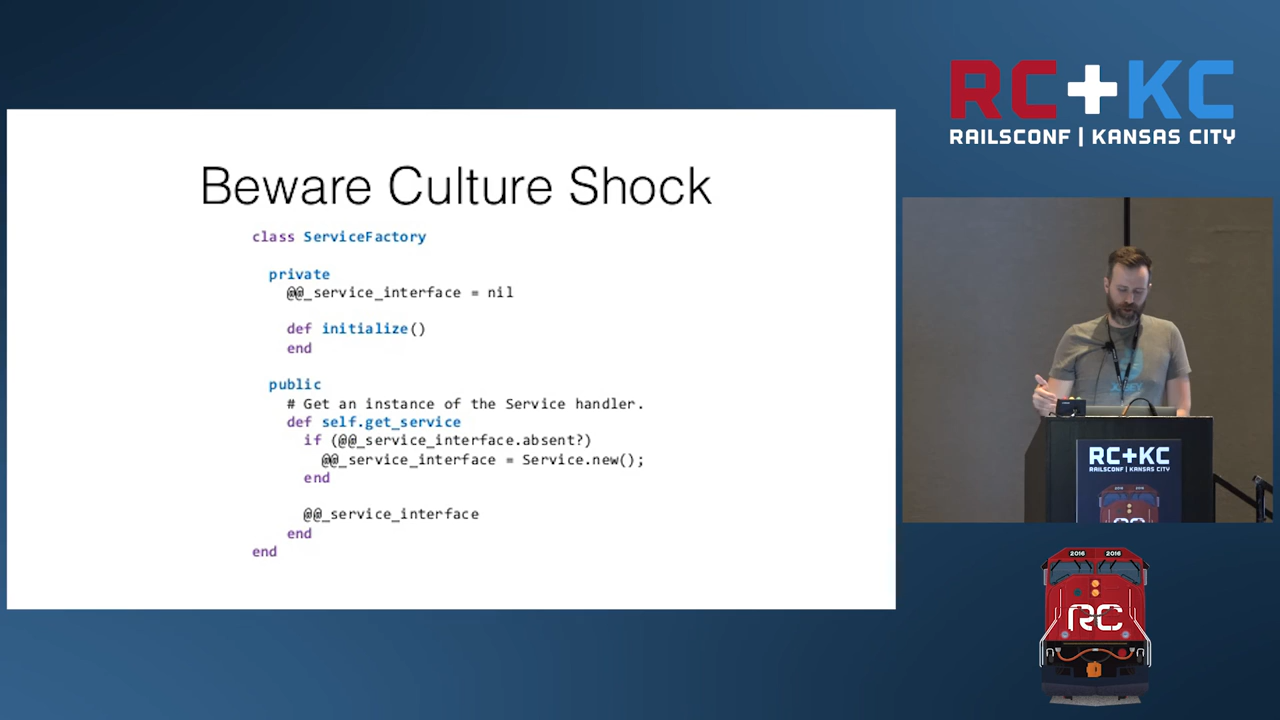 Beware Culture Shock
class ServiceFactory
private
@@_service_interface = nil
def initialize()
end
public
# Get an instance of the Service handler.
def self.get_service
if (@@_service_interface.absent?)
@@_service_interface = Service.new();
end
@@_service_interface
end
end
RC+KC
RAILSCONF | KANSAS CITY
RC+KC
RAILSCONF | KANSAS CITY
2016 2016
RC